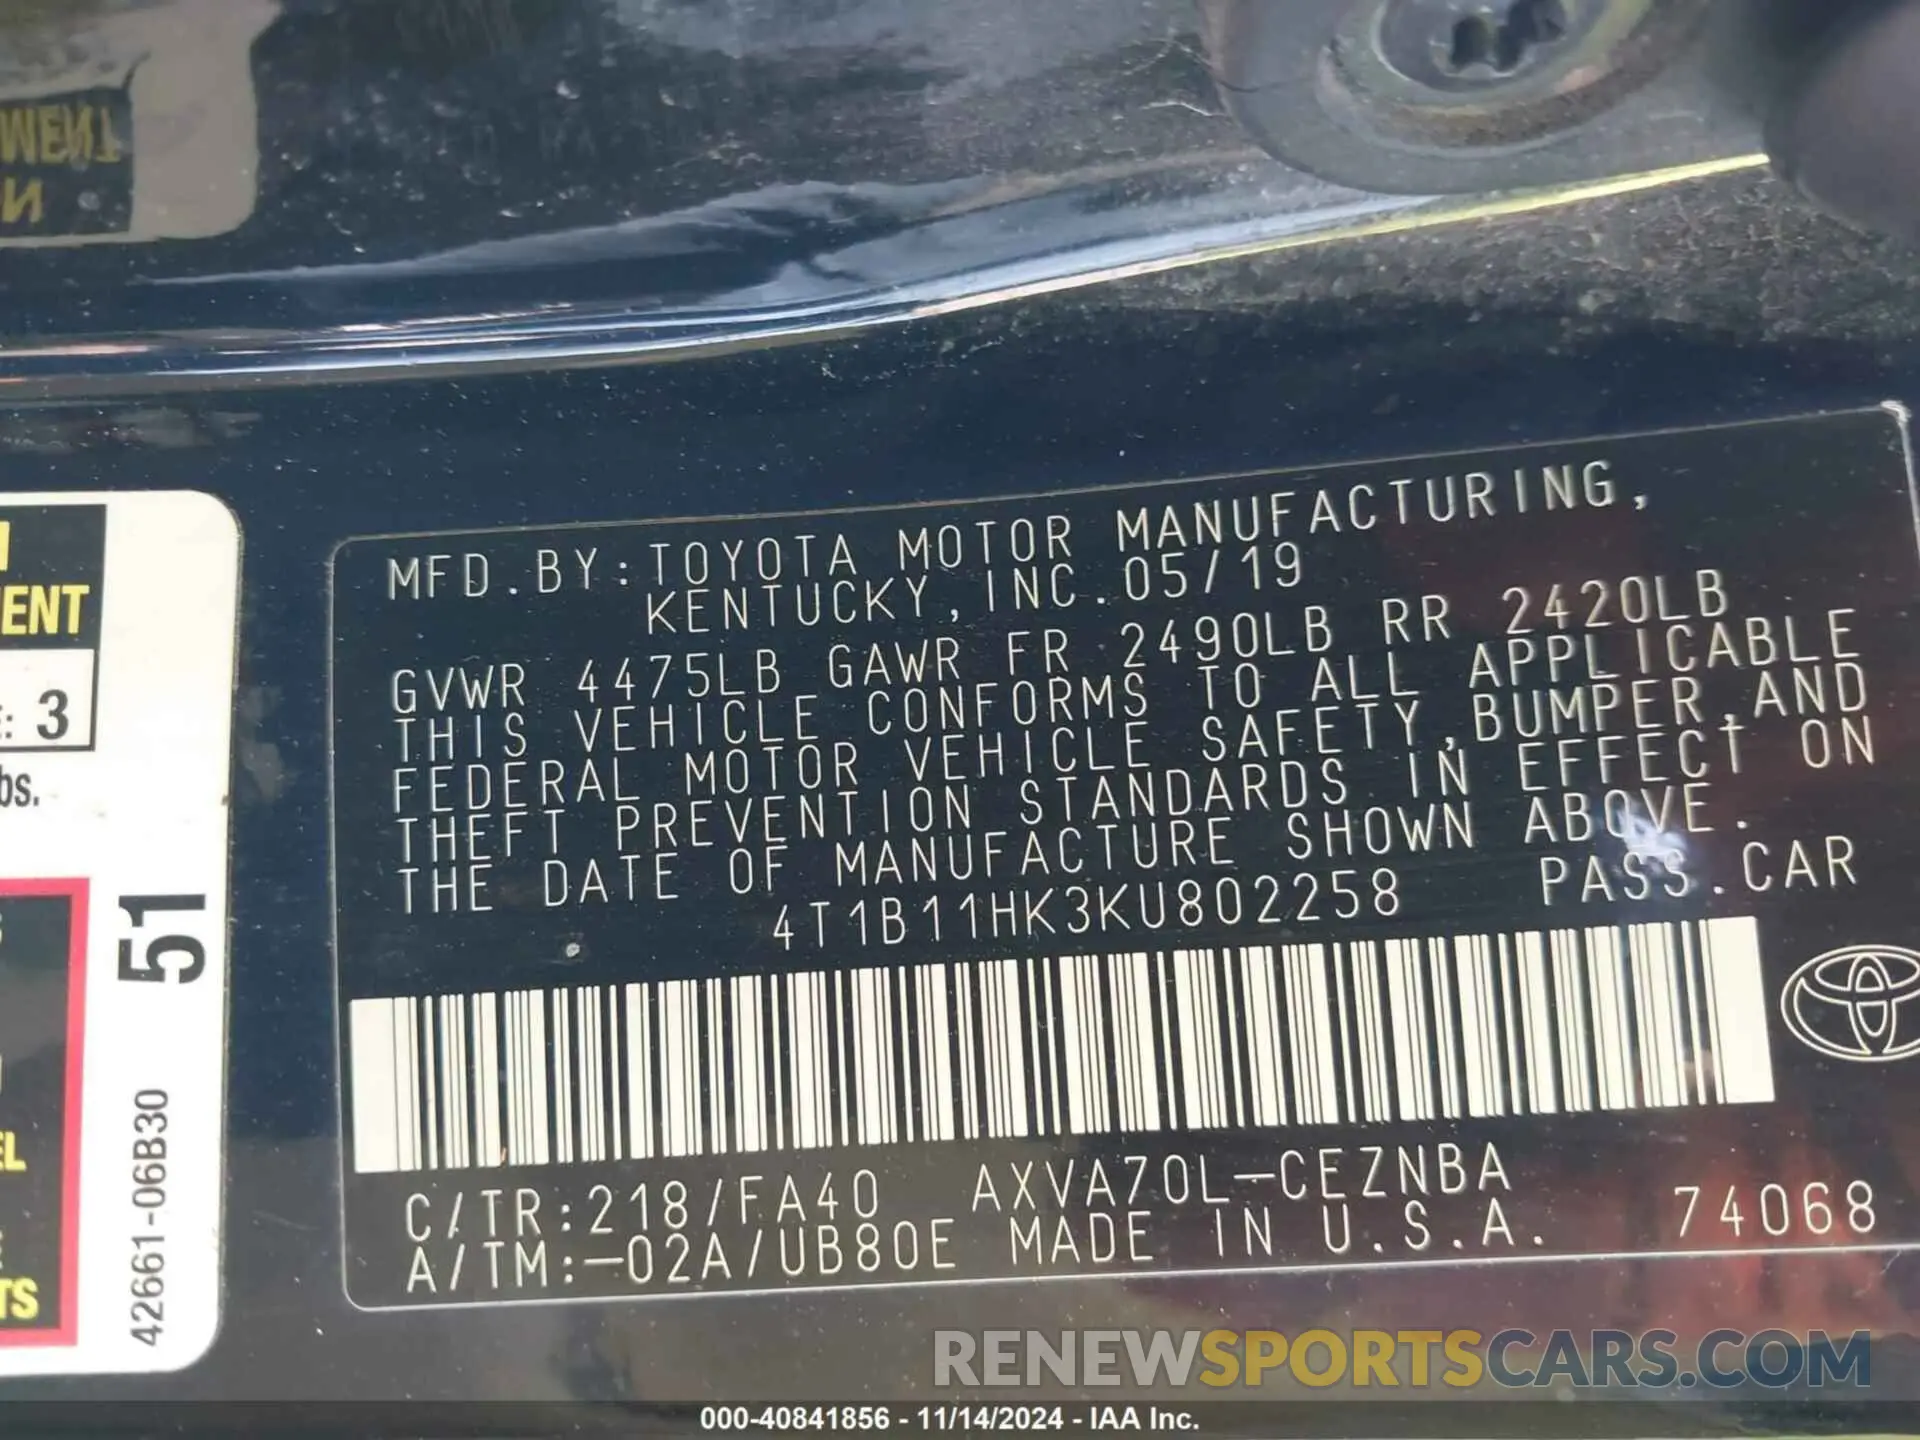 MENT
N
ENT
E: 3
bs.
51
42661-06B30
EL
TS
MFD.BY:TOYOTA MOTOR MANUFACTURING,
KENTUCKY,INC.05/19
GVWR 4475LB GAWR FR 2490LB RR 2420LB
THIS VEHICLE CONFORMS TO ALL APPLICABLE
FEDERAL MOTOR VEHICLE SAFETY,BUMPER,AND
THEFT PREVENTION STANDARDS IN EFFECT ON
THE DATE OF MANUFACTURE SHOWN ABOVE.
4T1B11HK3KU802258 PASS.CAR
C/TR:218/FA40 AXVA70L-CEZNBA
A/TM:-02A/UB80E MADE IN U.S.A. 74068
RENEWSPORTSCARS.COM
000-40841856 - 11/14/2024 - IAA Inc.